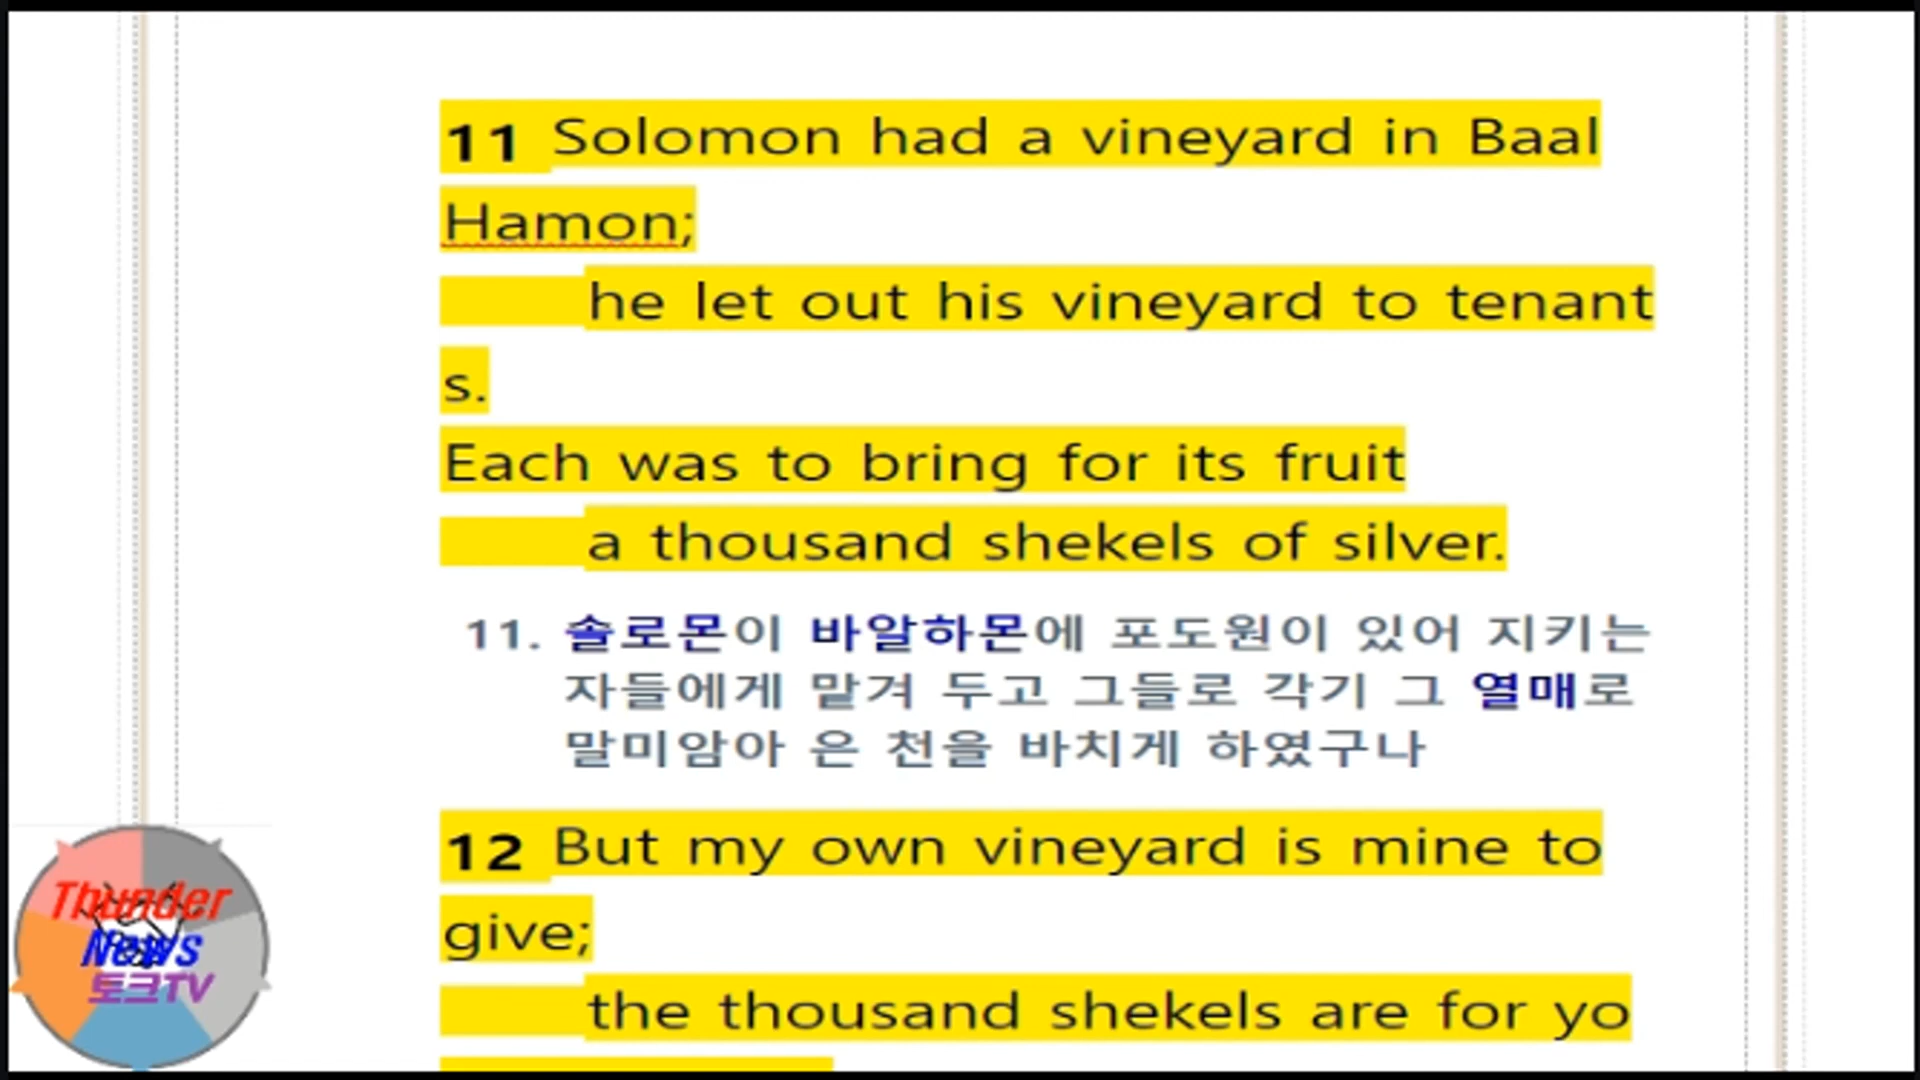 11 Solomon had a vineyard in Baal
Hamon;
he let out his vineyard to tenant
s.
Each was to bring for its fruit
a thousand shekels of silver.
11. 솔로몬이 바알하몬에 포도원이 있어 지키는
자들에게 맡겨 두고 그들로 각기 그 열매로
말미암아 은 천을 바치게 하였구나
12 But my own vineyard is mine to
give;
the thousand shekels are for yo
Thunder
News
토크TV